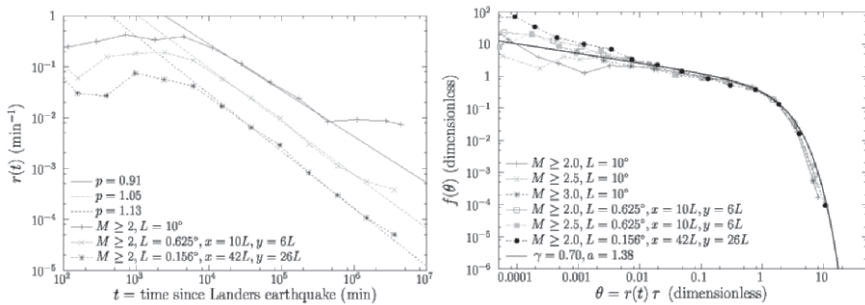 1
10⁻¹
10⁻²
10⁻³
10⁻⁴
10⁻⁵
r(t) (min⁻¹)
p = 0.91
p = 1.05
p = 1.13
M ≥ 2, L = 10°
M ≥ 2, L = 0.625°, x = 10L, y = 6L
M ≥ 2, L = 0.156°, x = 42L, y = 26L
10² 10³ 10⁴ 10⁵ 10⁶ 10⁷
t = time since Landers earthquake (min)
10²
10
1
10⁻¹
10⁻²
10⁻³
10⁻⁴
10⁻⁵
10⁻⁶
f(θ) (dimensionless)
M ≥ 2.0, L = 10°
M ≥ 2.5, L = 10°
M ≥ 3.0, L = 10°
M ≥ 2.0, L = 0.625°, x = 10L, y = 6L
M ≥ 2.5, L = 0.625°, x = 10L, y = 6L
M ≥ 2.0, L = 0.156°, x = 42L, y = 26L
γ = 0.70, a = 1.38
0.0001 0.001 0.01 0.1 1.0 10
θ = r(t) τ (dimensionless)